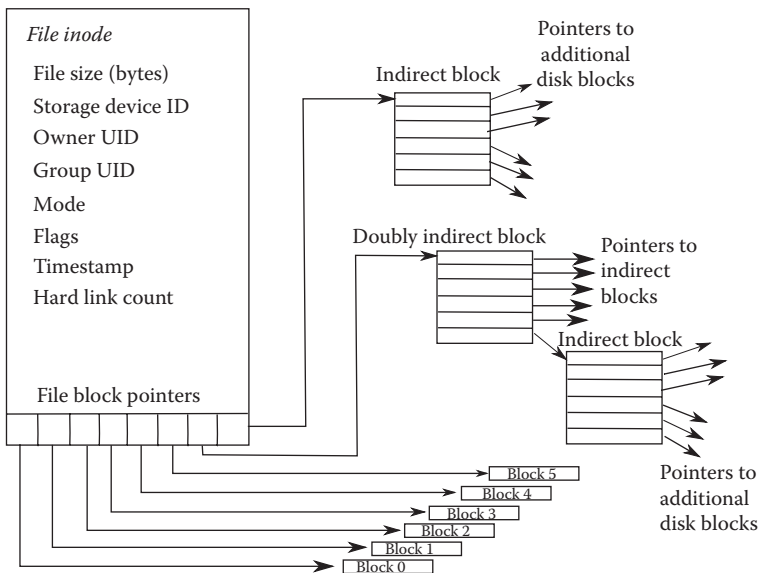 File inode
File size (bytes)
Storage device ID
Owner UID
Group UID
Mode
Flags
Timestamp
Hard link count
File block pointers
Indirect block
Pointers to
additional
disk blocks
Doubly indirect block
Pointers to
indirect
blocks
Indirect block
Pointers to
additional
disk blocks
Block 5
Block 4
Block 3
Block 2
Block 1
Block 0